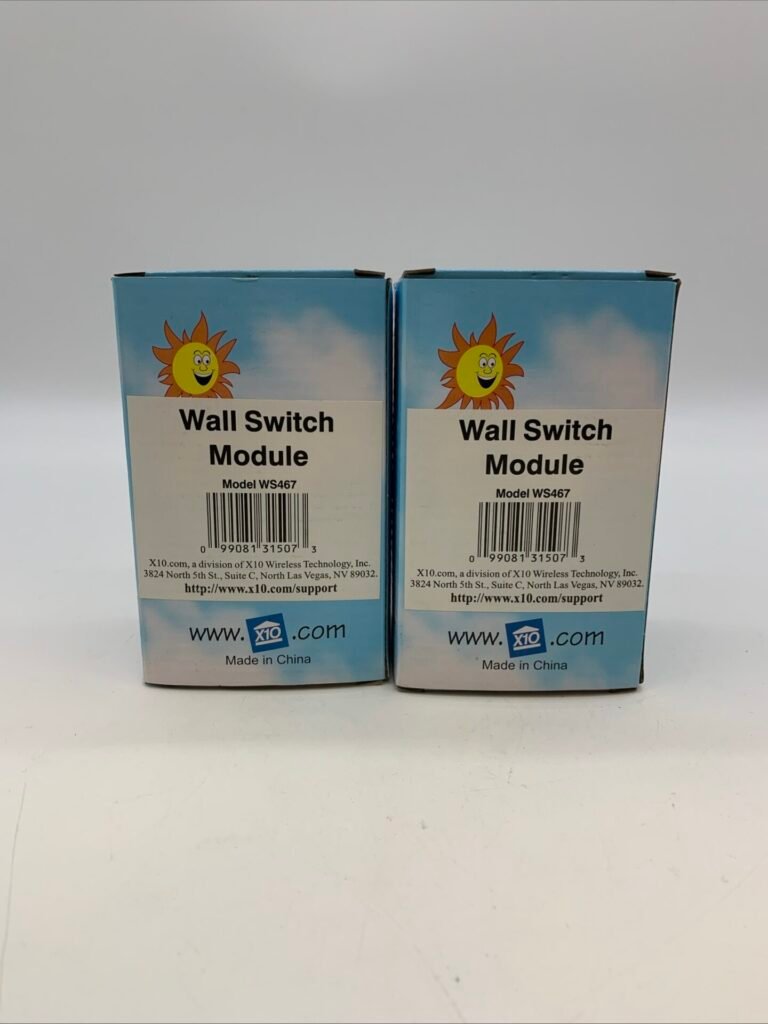 Wall Switch
Module
Model WS467
0 99081 31507 3
X10.com, a division of X10 Wireless Technology, Inc.
3824 North 5th St., Suite C, North Las Vegas, NV 89032.
http://www.x10.com/support
www.X10.com
Made in China
Wall Switch
Module
Model WS467
0 99081 31507 3
X10.com, a division of X10 Wireless Technology, Inc.
3824 North 5th St., Suite C, North Las Vegas, NV 89032.
http://www.x10.com/support
www.X10.com
Made in China